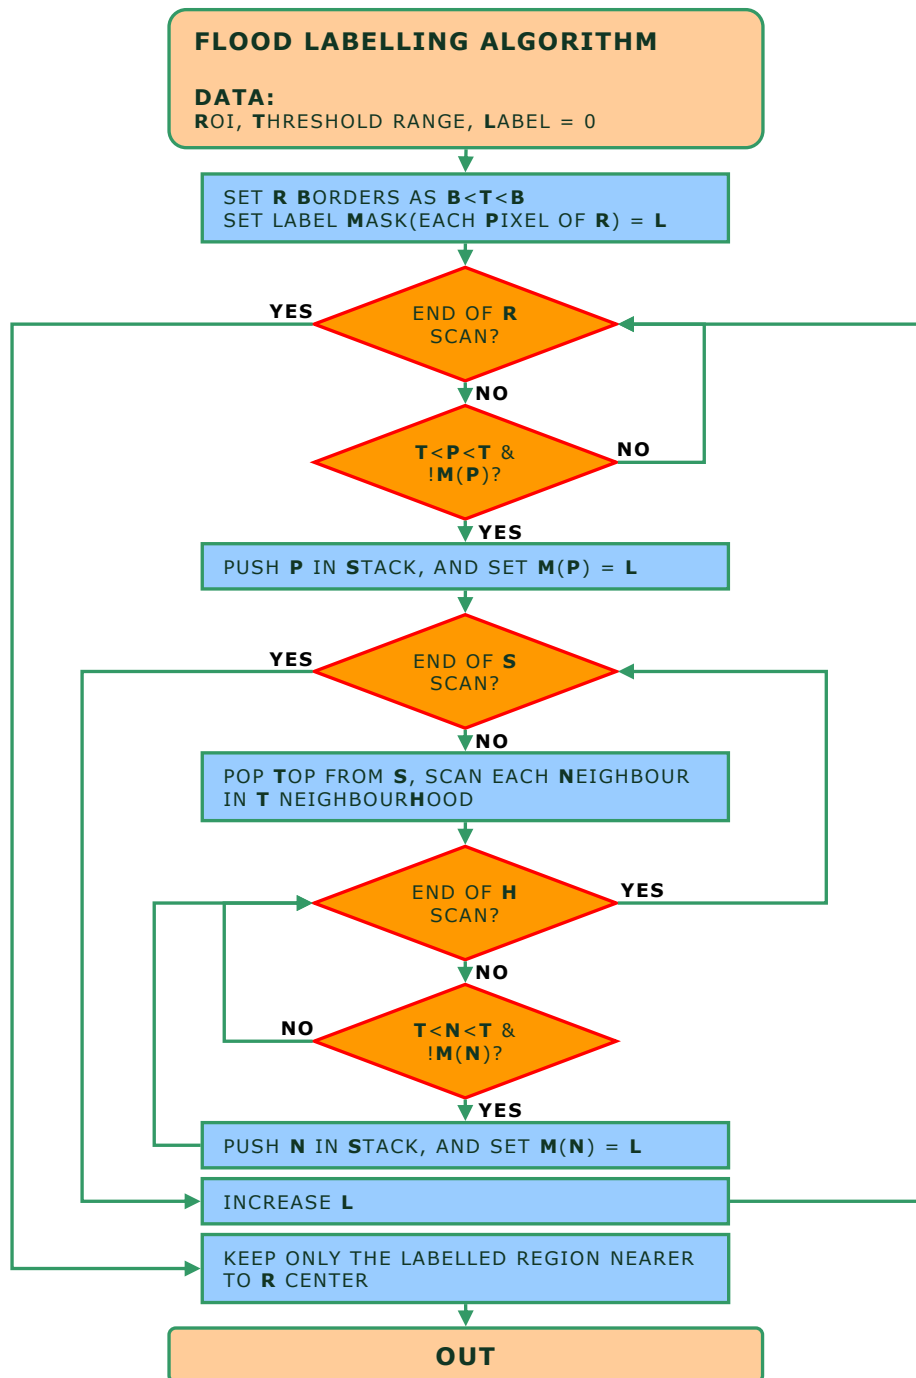 FLOOD LABELLING ALGORITHM
DATA:
ROI, THRESHOLD RANGE, LABEL = 0
SET R BORDERS AS B<T<B
SET LABEL MASK(EACH PIXEL OF R) = L
YES
END OF R
SCAN?
NO
T<P<T &
!M(P)?
NO
YES
PUSH P IN STACK, AND SET M(P) = L
YES
END OF S
SCAN?
NO
POP TOP FROM S, SCAN EACH NEIGHBOUR
IN T NEIGHBOURHOOD
END OF H
SCAN?
YES
NO
NO
T<N<T &
!M(N)?
YES
PUSH N IN STACK, AND SET M(N) = L
INCREASE L
KEEP ONLY THE LABELLED REGION NEARER
TO R CENTER
OUT